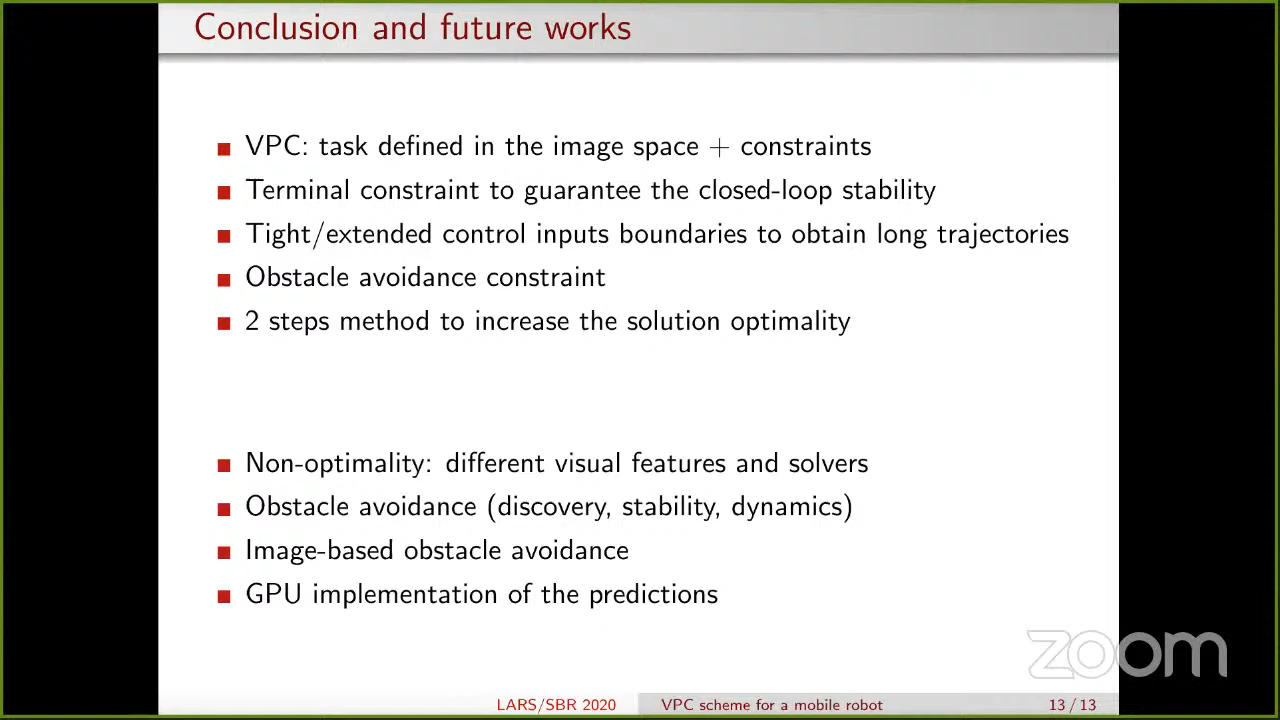 Conclusion and future works
VPC: task defined in the image space + constraints
Terminal constraint to guarantee the closed-loop stability
Tight/extended control inputs boundaries to obtain long trajectories
Obstacle avoidance constraint
2 steps method to increase the solution optimality
Non-optimality: different visual features and solvers
Obstacle avoidance (discovery, stability, dynamics)
Image-based obstacle avoidance
GPU implementation of the predictions
zoom
LARS/SBR 2020 VPC scheme for a mobile robot 13 / 13